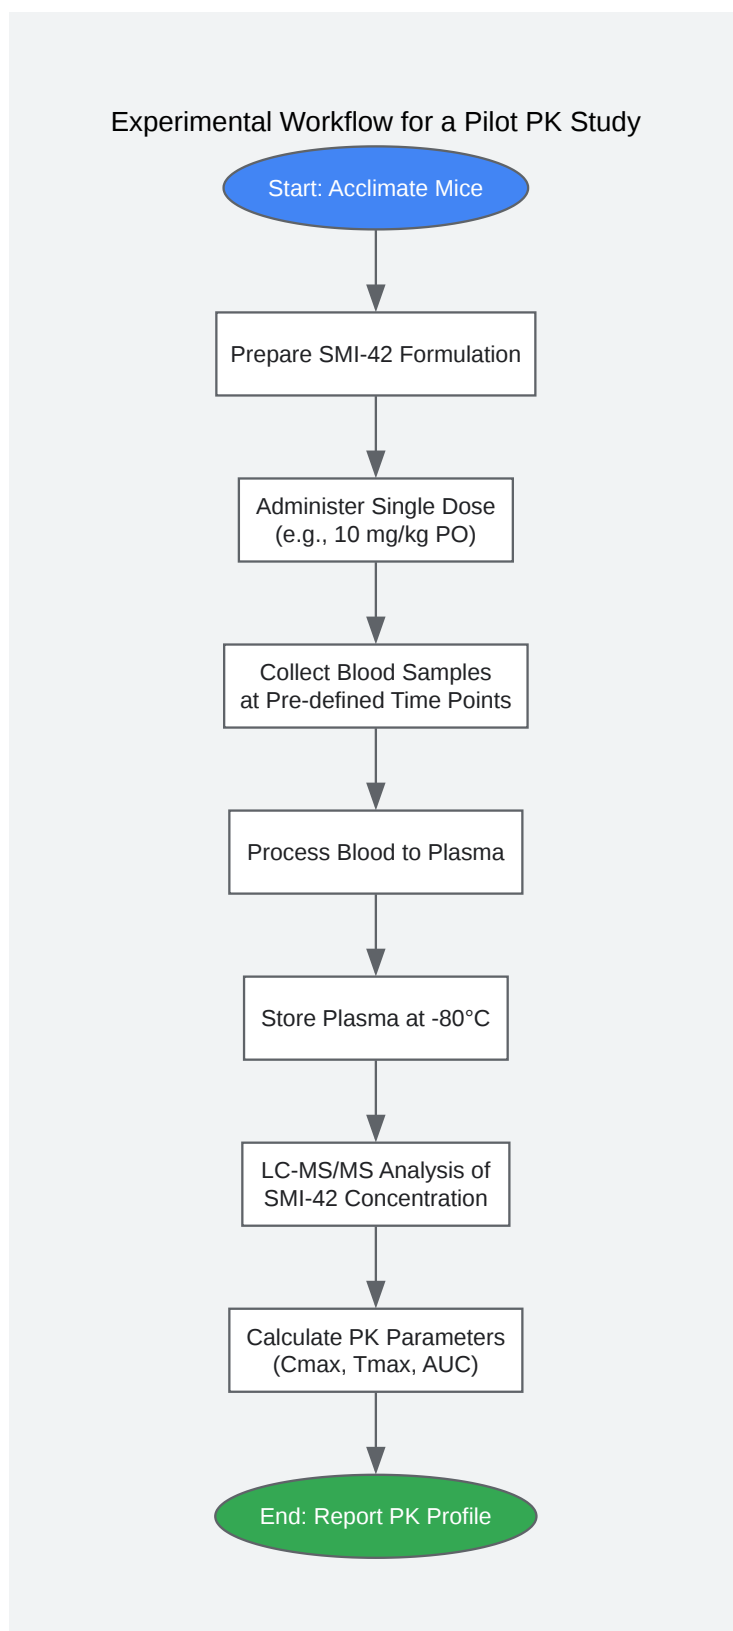 Experimental Workflow for a Pilot PK Study
Start: Acclimate Mice
Prepare SMI-42 Formulation
Administer Single Dose
(e.g., 10 mg/kg PO)
Collect Blood Samples
at Pre-defined Time Points
Process Blood to Plasma
Store Plasma at -80°C
LC-MS/MS Analysis of
SMI-42 Concentration
Calculate PK Parameters
(Cmax, Tmax, AUC)
End: Report PK Profile